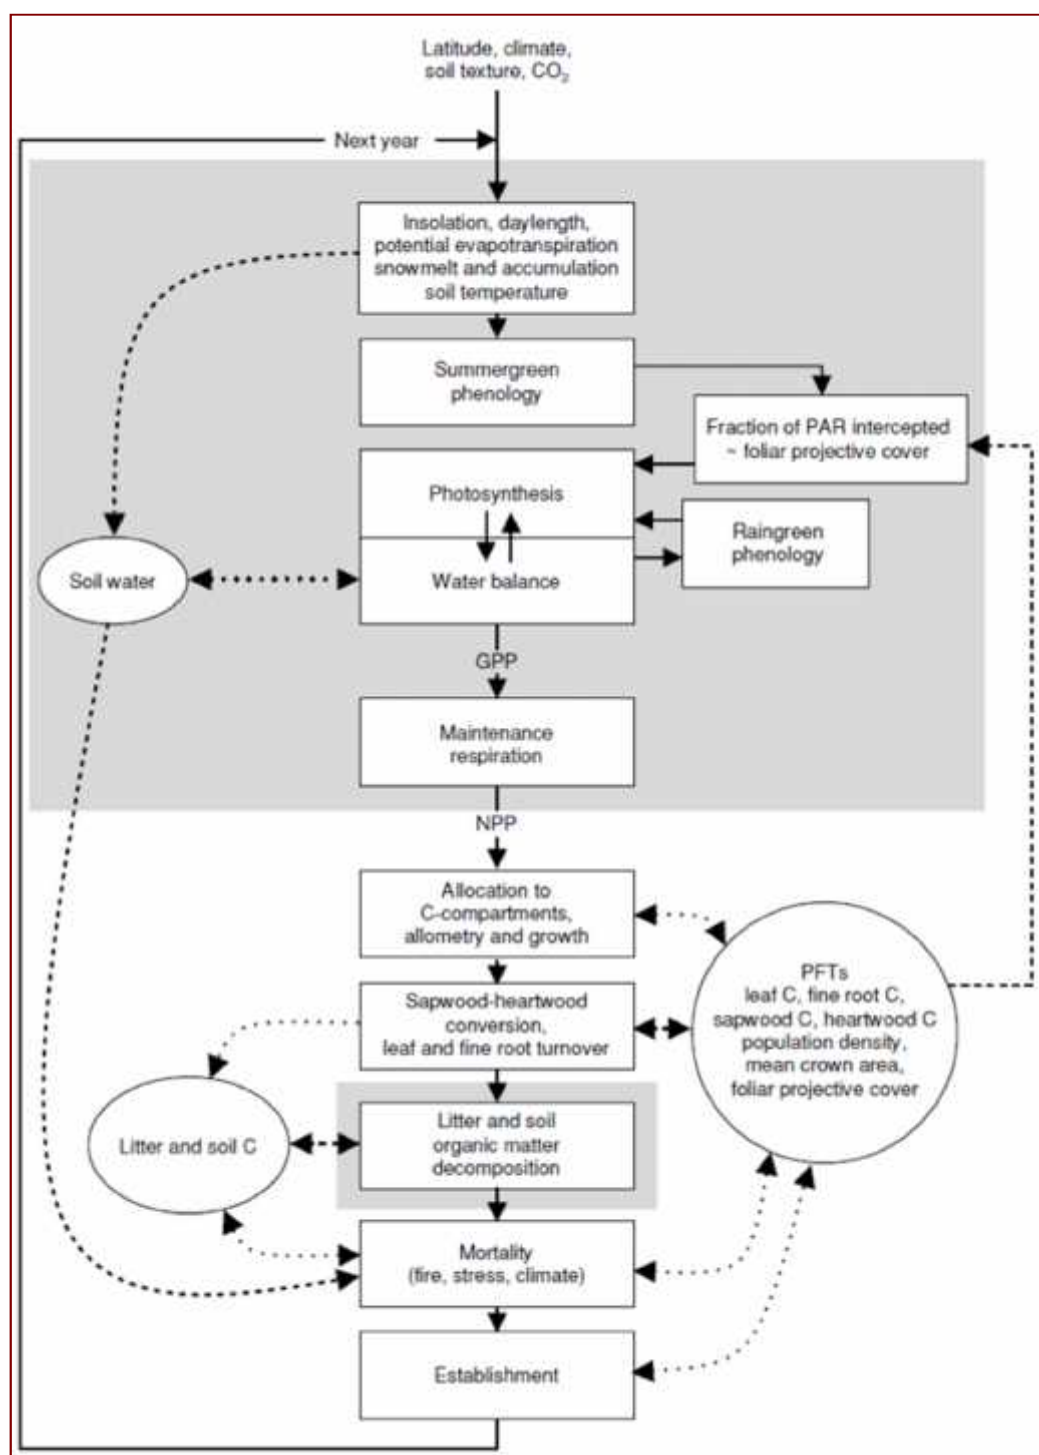 Latitude, climate,
soil texture, CO₂
Next year
Insolation, daylength,
potential evapotranspiration
snowmelt and accumulation
soil temperature
Summergreen
phenology
Fraction of PAR intercepted
~ foliar projective cover
Photosynthesis
Raingreen
phenology
Soil water
Water balance
GPP
Maintenance
respiration
NPP
Allocation to
C-compartments,
allometry and growth
PFTs
leaf C, fine root C,
sapwood C, heartwood C
population density,
mean crown area,
foliar projective cover
Sapwood-heartwood
conversion,
leaf and fine root turnover
Litter and soil C
Litter and soil
organic matter
decomposition
Mortality
(fire, stress, climate)
Establishment